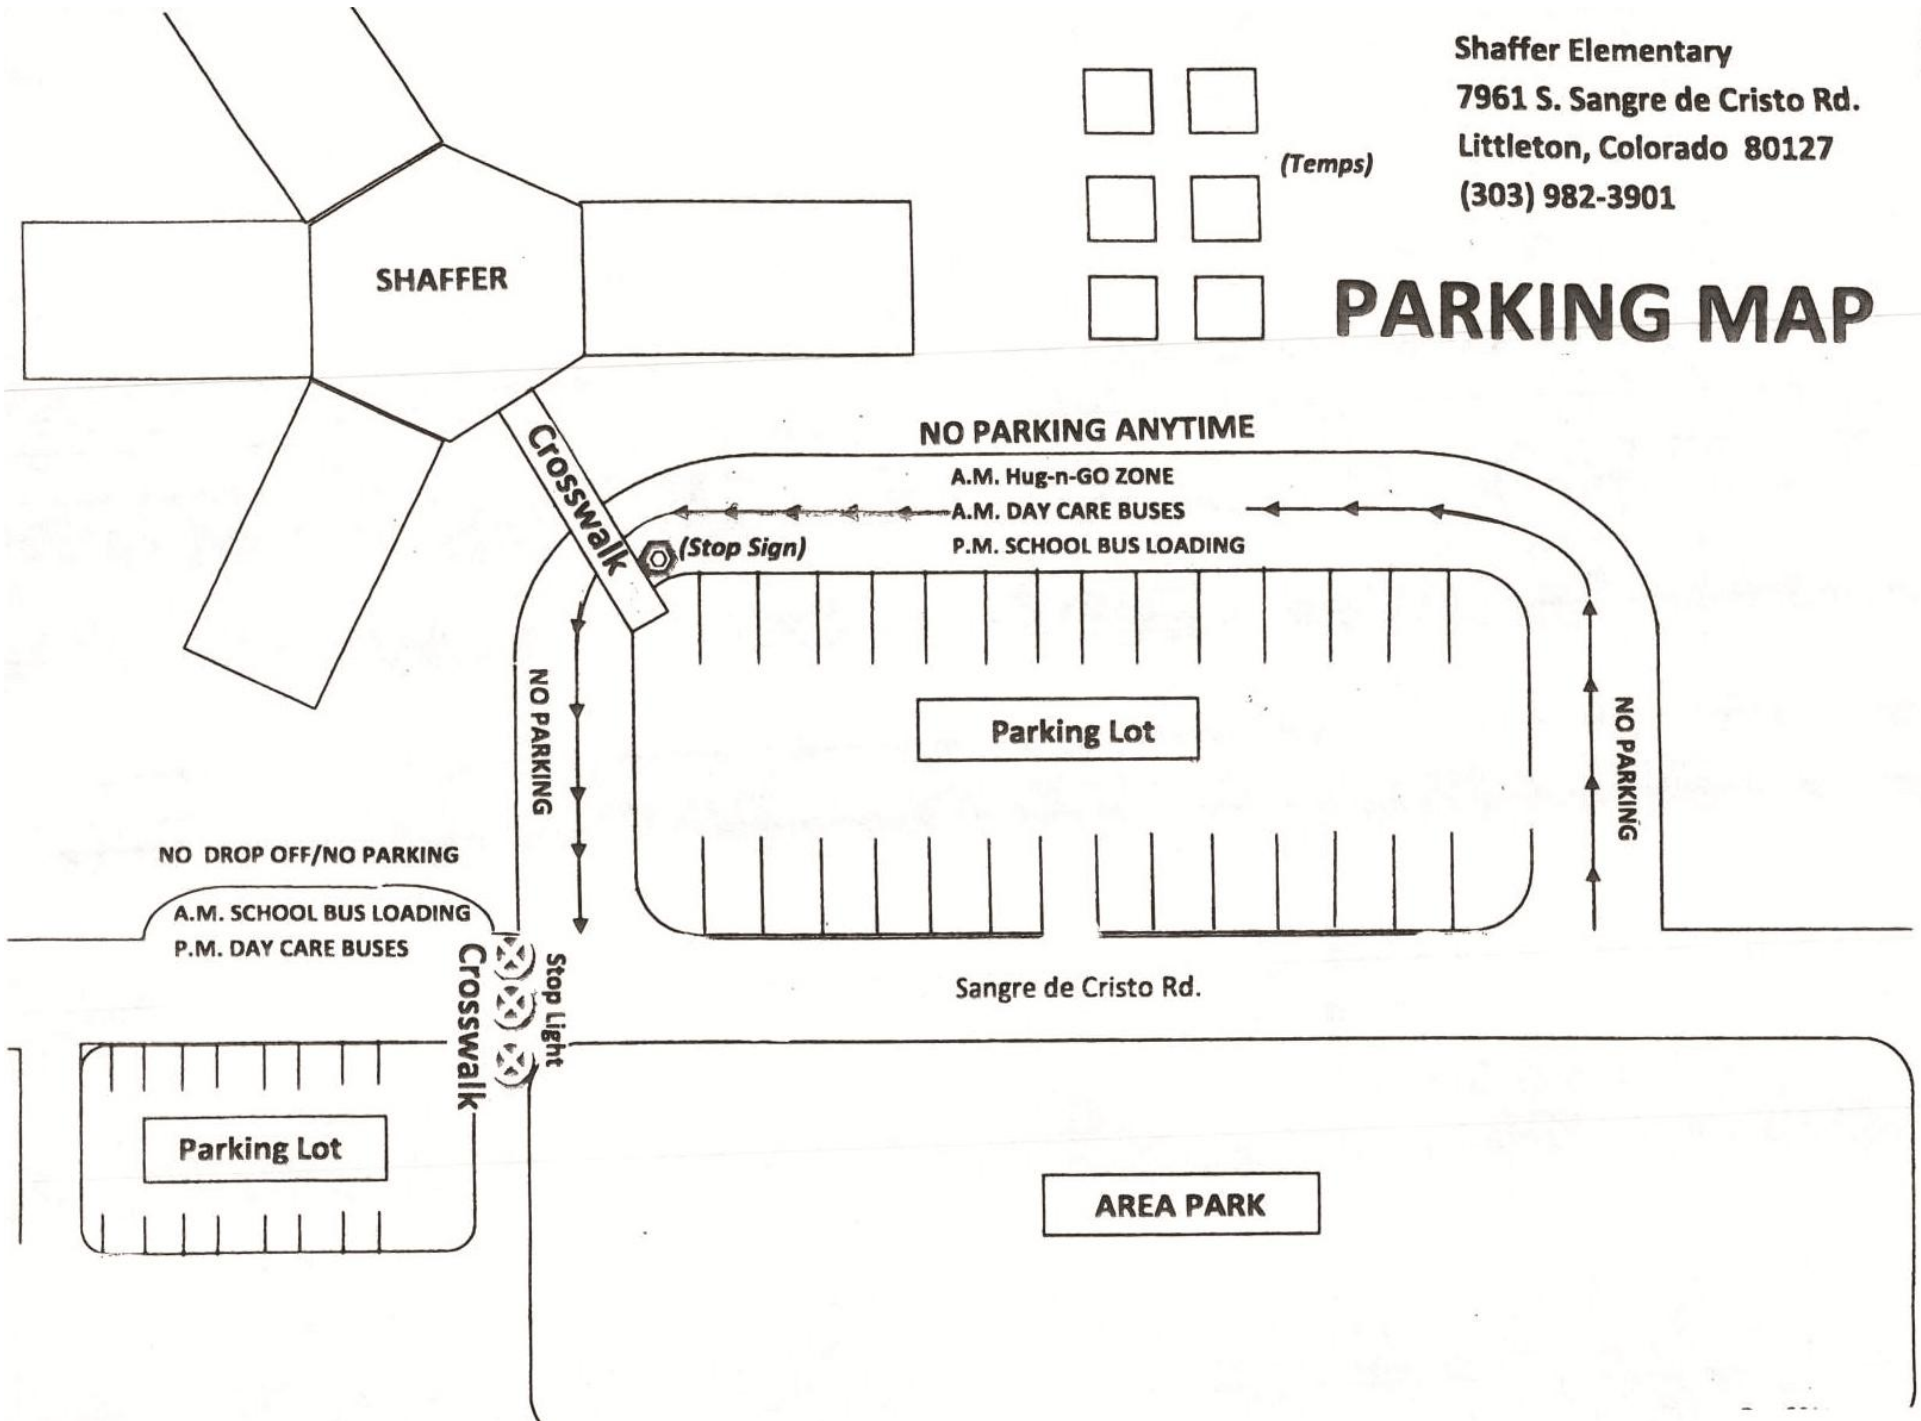 Shaffer Elementary
7961 S. Sangre de Cristo Rd.
Littleton, Colorado 80127
(303) 982-3901
(Temps)
PARKING MAP
SHAFFER
Crosswalk
NO PARKING ANYTIME
A.M. Hug-n-GO ZONE
A.M. DAY CARE BUSES
P.M. SCHOOL BUS LOADING
(Stop Sign)
NO PARKING
Parking Lot
NO PARKING
NO DROP OFF/NO PARKING
A.M. SCHOOL BUS LOADING
P.M. DAY CARE BUSES
Crosswalk
Stop Light
Sangre de Cristo Rd.
Parking Lot
AREA PARK